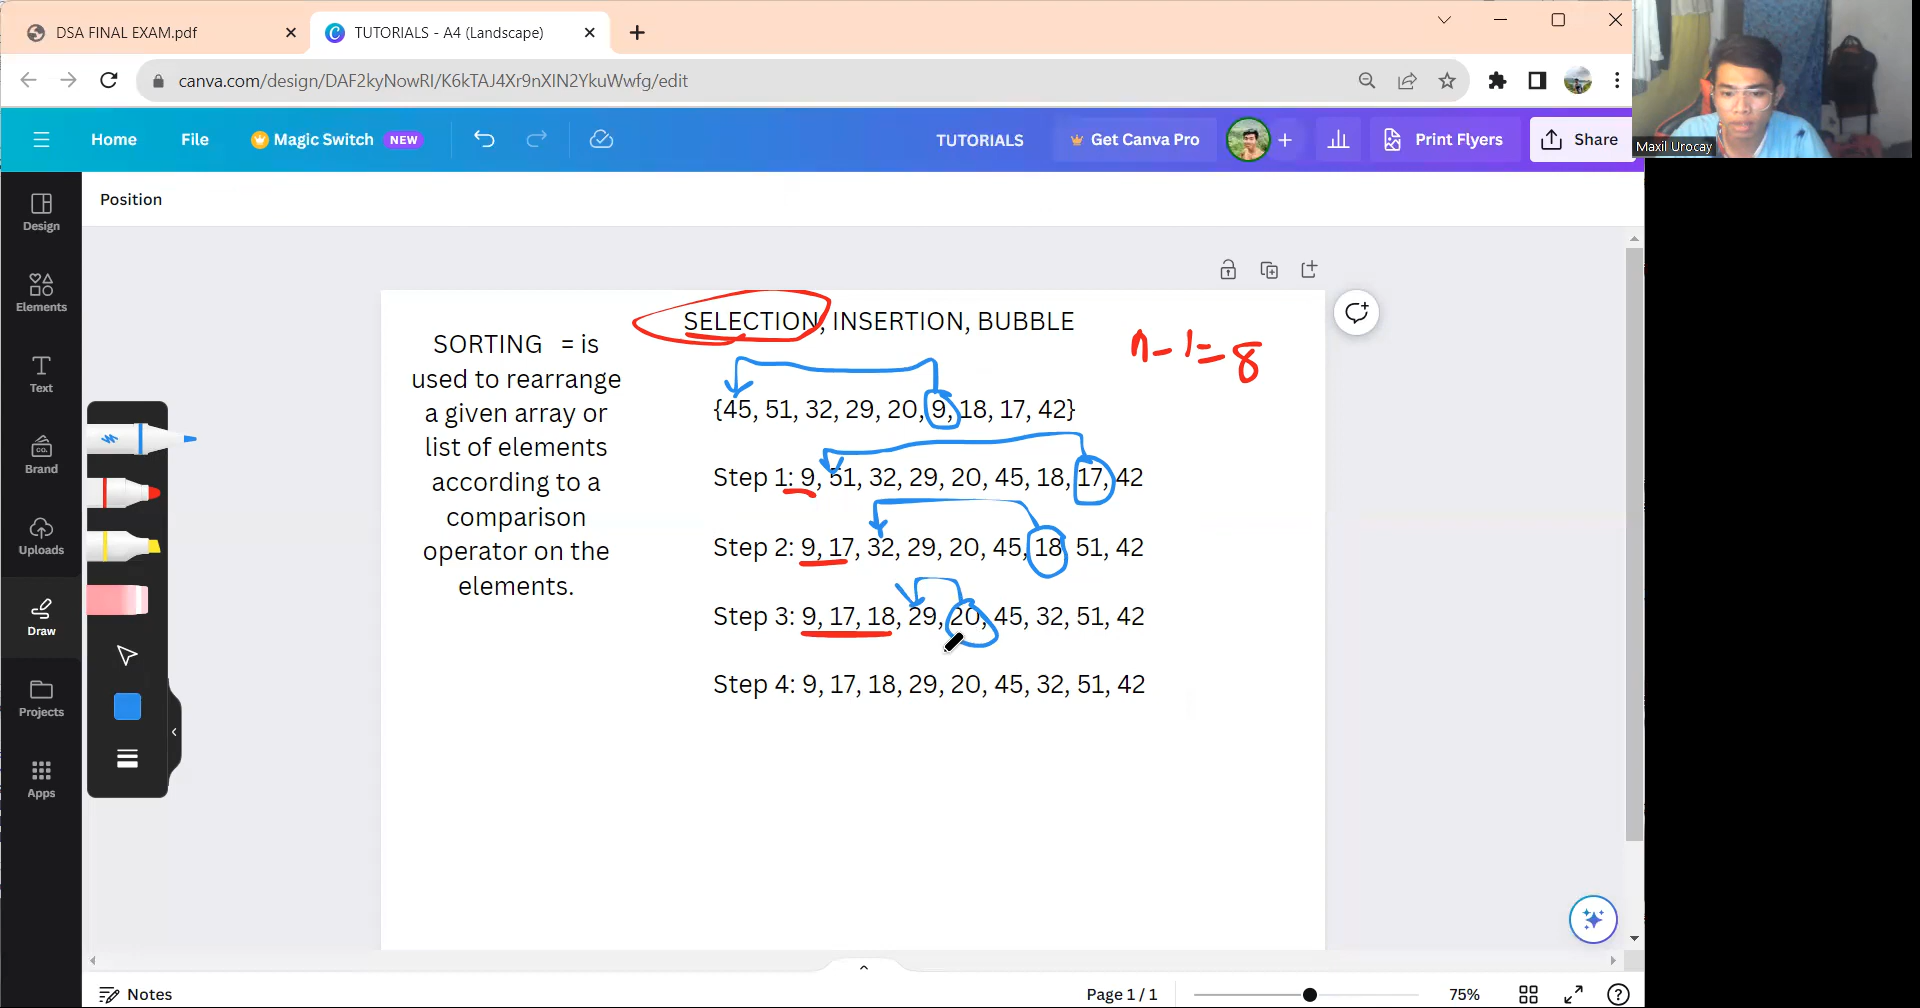 DSA FINAL EXAM.pdf
TUTORIALS - A4 (Landscape)
canva.com/design/DAF2kyNowRI/K6kTAJ4Xr9nXIN2YkuWwfg/edit
Maxil Urocay
Home
File
Magic Switch NEW
TUTORIALS
Get Canva Pro
Print Flyers
Share
Position
Design
Elements
Text
Brand
Uploads
Draw
Projects
Apps
SELECTION, INSERTION, BUBBLE
n-1=8
SORTING = is
used to rearrange
a given array or
list of elements
according to a
comparison
operator on the
elements.
{45, 51, 32, 29, 20, 9, 18, 17, 42}
Step 1: 9, 51, 32, 29, 20, 45, 18, 17, 42
Step 2: 9, 17, 32, 29, 20, 45, 18, 51, 42
Step 3: 9, 17, 18, 29, 20, 45, 32, 51, 42
Step 4: 9, 17, 18, 29, 20, 45, 32, 51, 42
Notes
Page 1 / 1
75%